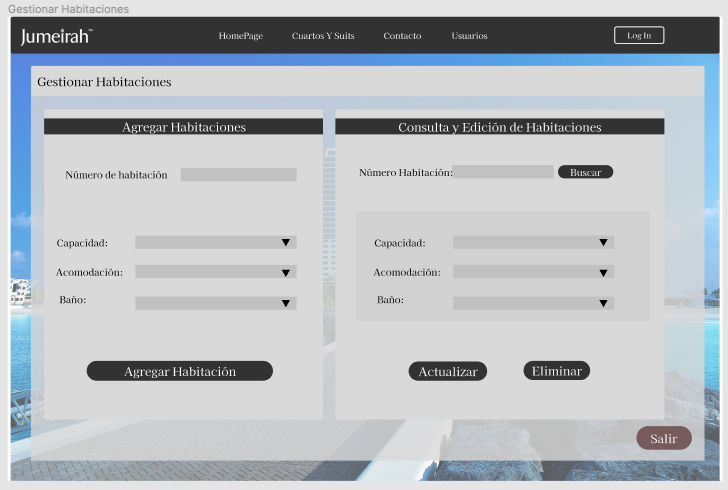 Gestionar Habitaciones
Jumeirah™ HomePage Cuartos Y Suits Contacto Usuarios Log In
Gestionar Habitaciones
Agregar Habitaciones
Número de habitación
Capacidad:
Acomodación:
Baño:
Agregar Habitación
Consulta y Edición de Habitaciones
Número Habitación: Buscar
Capacidad:
Acomodación:
Baño:
Actualizar Eliminar
Salir